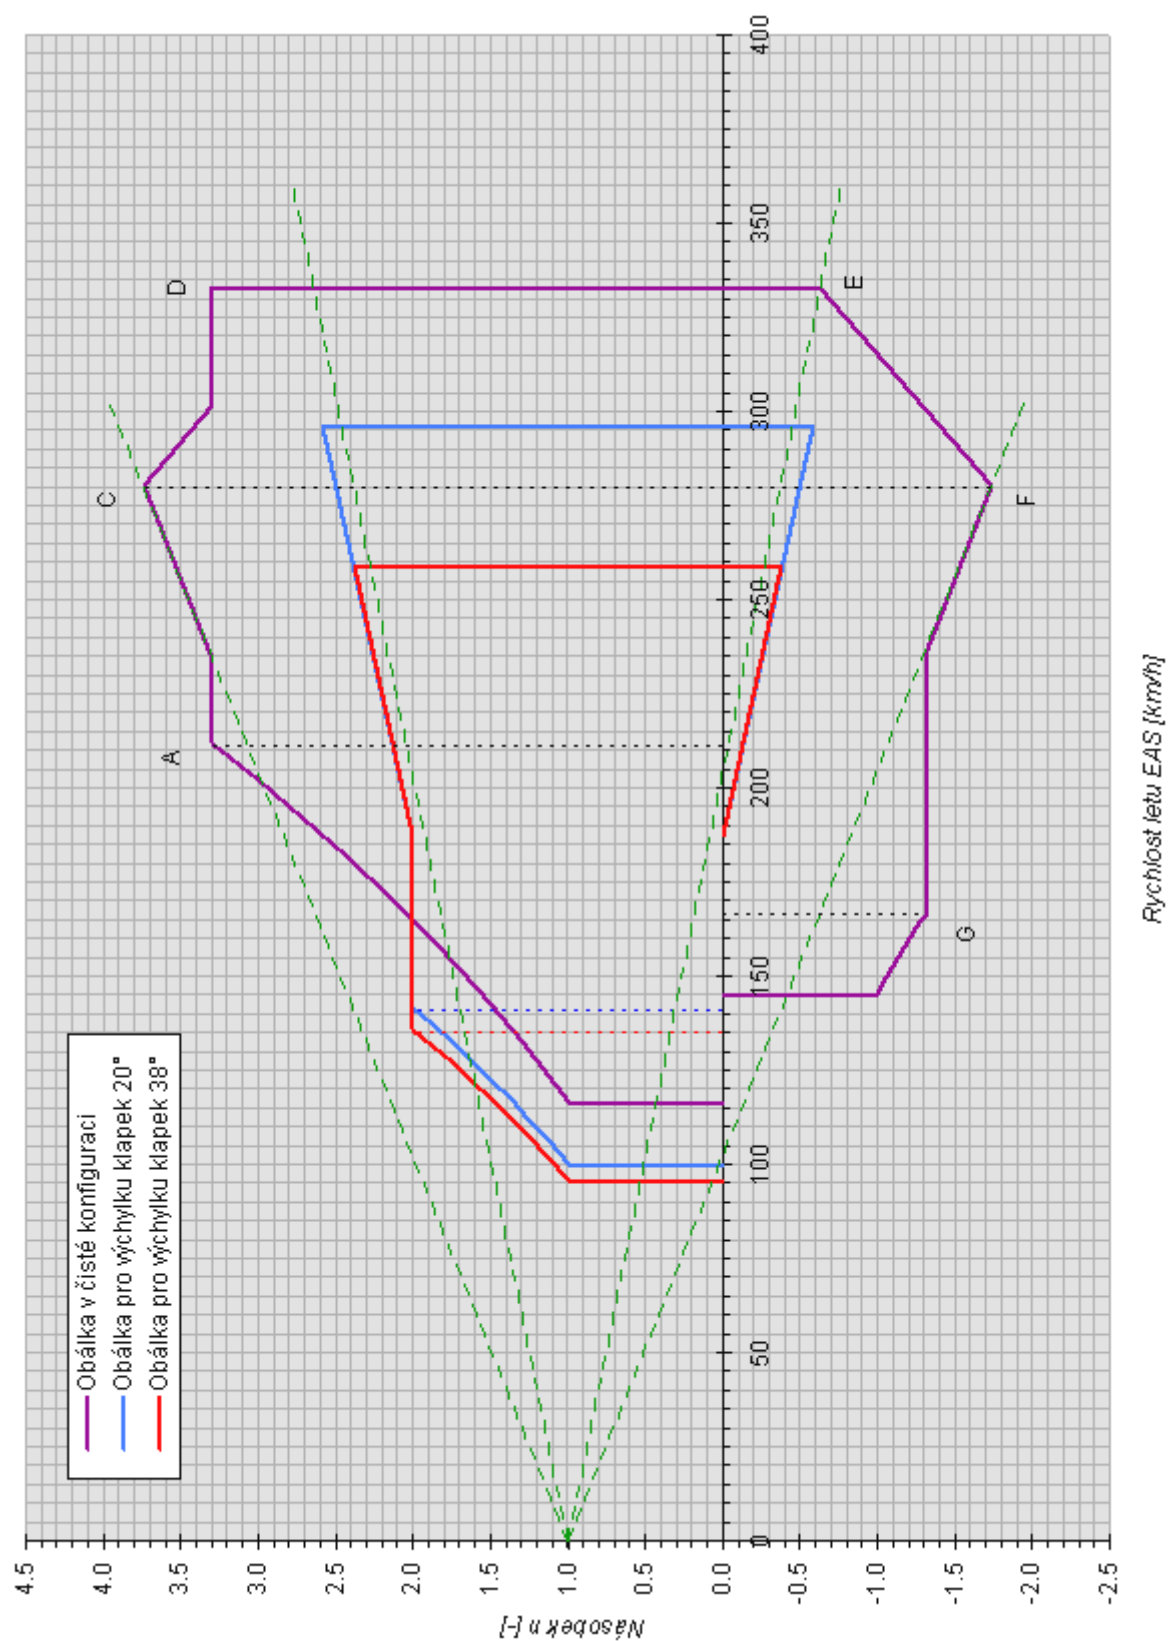 Obálka v čisté konfiguraci
Obálka pro výchylku klapek 20°
Obálka pro výchylku klapek 38°
Násobek n [-]
4.5
4.0
3.5
3.0
2.5
2.0
1.5
1.0
0.5
0.0
-0.5
-1.0
-1.5
-2.0
-2.5
0
50
100
150
200
250
300
350
400
A
C
D
E
F
G
Rychlost letu EAS [km/h]